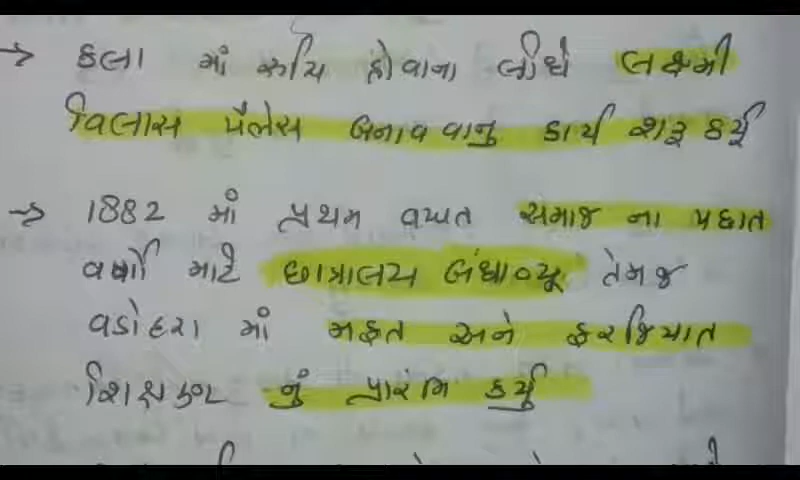 → કલા માં રુચિ હોવાના લીધે લક્ષ્મી
વિલાસ પેલેસ બનાવવાનુ કાર્ય શરૂ કર્યુ
→ 1882 માં પ્રથમ વખત સમાજ ના પછાત
વર્ષો માટે છાત્રાલય બંધાવ્યૂ તેમજ
વડોદરા માં મફત અને ફરજિયાત
શિક્ષણ નું પ્રારંભ કર્યુ